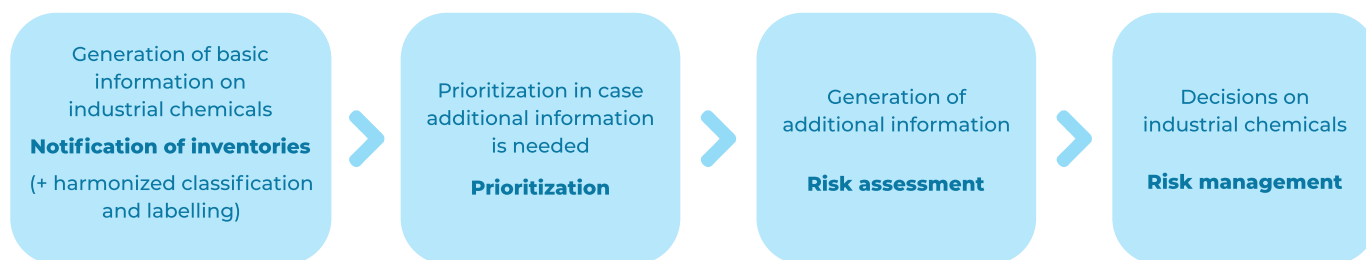 Generation of basic
information on
industrial chemicals
Notification of inventories
(+ harmonized classification
and labelling)
Prioritization in case
additional information
is needed
Prioritization
Generation of
additional information
Risk assessment
Decisions on
industrial chemicals
Risk management